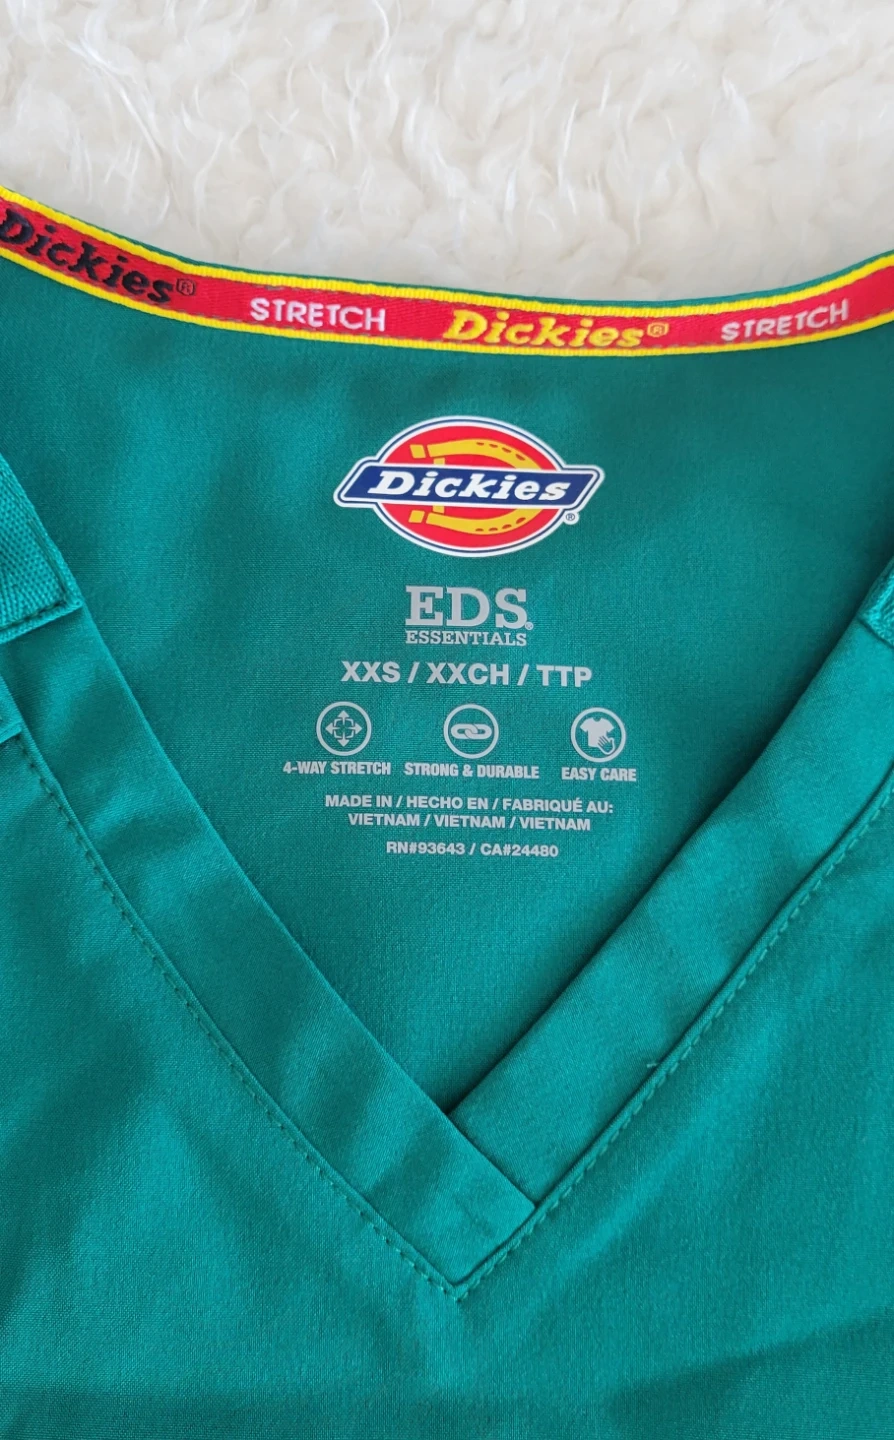 Dickies® STRETCH Dickies® STRETCH
Dickies®
EDS®
ESSENTIALS
XXS / XXCH / TTP
4-WAY STRETCH STRONG & DURABLE EASY CARE
MADE IN / HECHO EN / FABRIQUÉ AU:
VIETNAM / VIETNAM / VIETNAM
RN#93643 / CA#24480